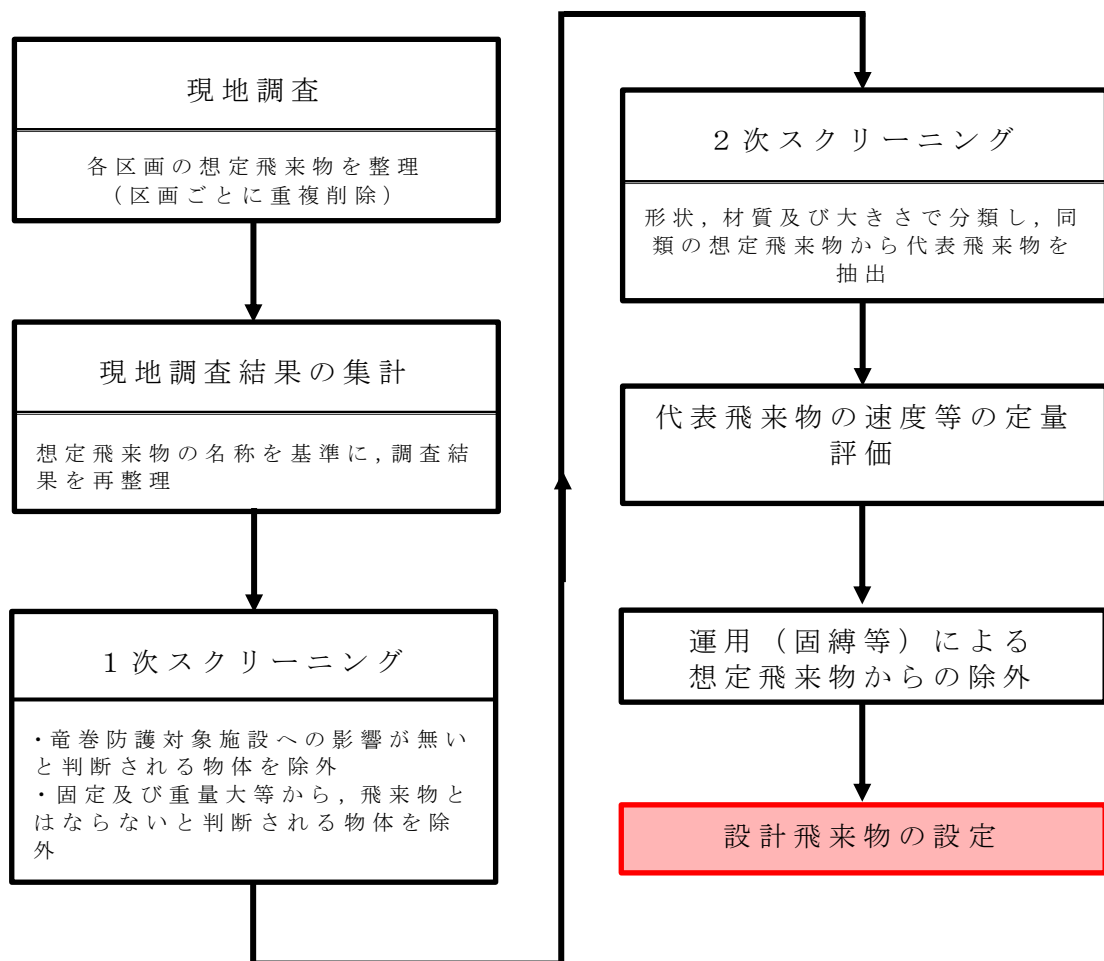 現地調査
各区画の想定飛来物を整理
(区画ごとに重複削除)
現地調査結果の集計
想定飛来物の名称を基準に,調査結
果を再整理
1次スクリーニング
・竜巻防護対象施設への影響が無い
と判断される物体を除外
・固定及び重量大等から,飛来物と
はならないと判断される物体を除
外
2次スクリーニング
形状,材質及び大きさで分類し,同
類の想定飛来物から代表飛来物を
抽出
代表飛来物の速度等の定量
評価
運用(固縛等)による
想定飛来物からの除外
設計飛来物の設定